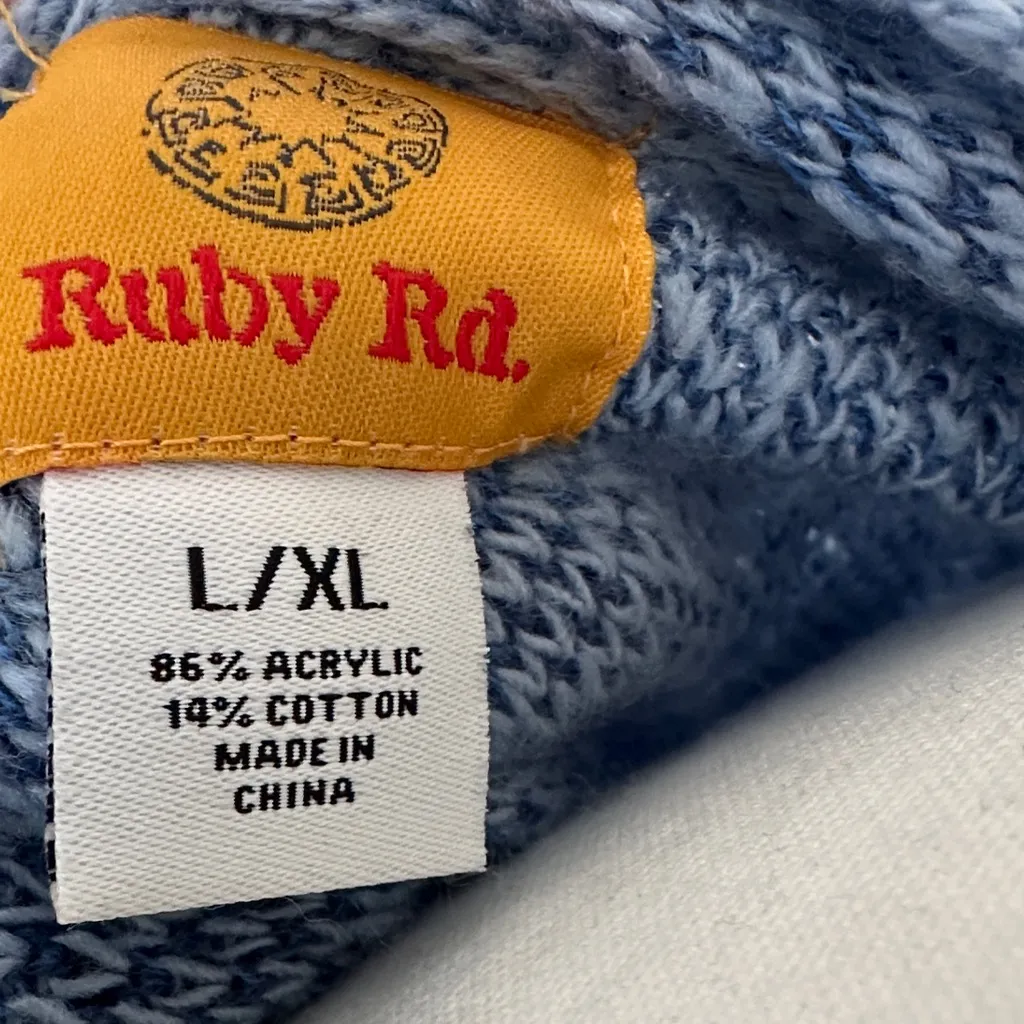 Ruby Rd.
L/XL
86% ACRYLIC
14% COTTON
MADE IN
CHINA